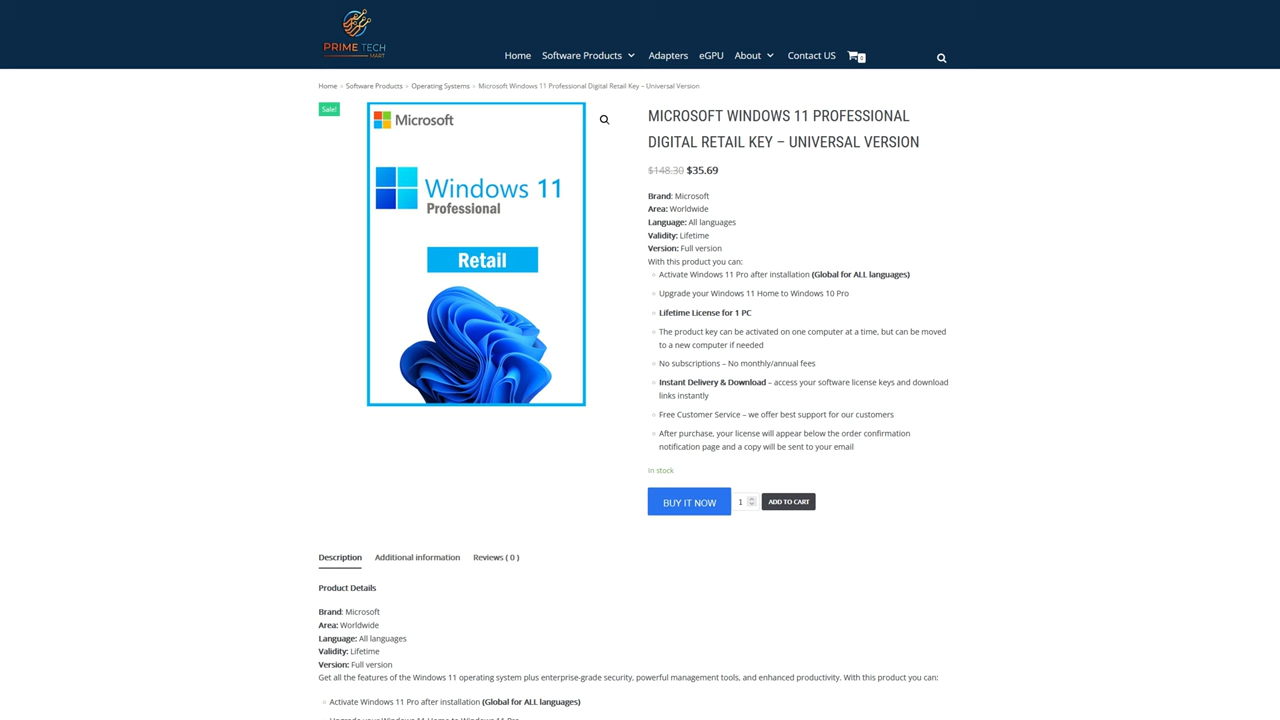 PRIME TECH
MART
Home
Software Products
Adapters
eGPU
About
Contact US
0
Home » Software Products » Operating Systems » Microsoft Windows 11 Professional Digital Retail Key – Universal Version
Sale!
Microsoft
Windows 11
Professional
Retail
MICROSOFT WINDOWS 11 PROFESSIONAL
DIGITAL RETAIL KEY – UNIVERSAL VERSION
$148.30 $35.69
Brand: Microsoft
Area: Worldwide
Language: All languages
Validity: Lifetime
Version: Full version
With this product you can:
Activate Windows 11 Pro after installation (Global for ALL languages)
Upgrade your Windows 11 Home to Windows 10 Pro
Lifetime License for 1 PC
The product key can be activated on one computer at a time, but can be moved
to a new computer if needed
No subscriptions – No monthly/annual fees
Instant Delivery & Download – access your software license keys and download
links instantly
Free Customer Service – we offer best support for our customers
After purchase, your license will appear below the order confirmation
notification page and a copy will be sent to your email
In stock
BUY IT NOW
1
ADD TO CART
Description
Additional information
Reviews ( 0 )
Product Details
Brand: Microsoft
Area: Worldwide
Language: All languages
Validity: Lifetime
Version: Full version
Get all the features of the Windows 11 operating system plus enterprise-grade security, powerful management tools, and enhanced productivity. With this product you can:
Activate Windows 11 Pro after installation (Global for ALL languages)
Upgrade your Windows 11 Home to Windows 11 Pro